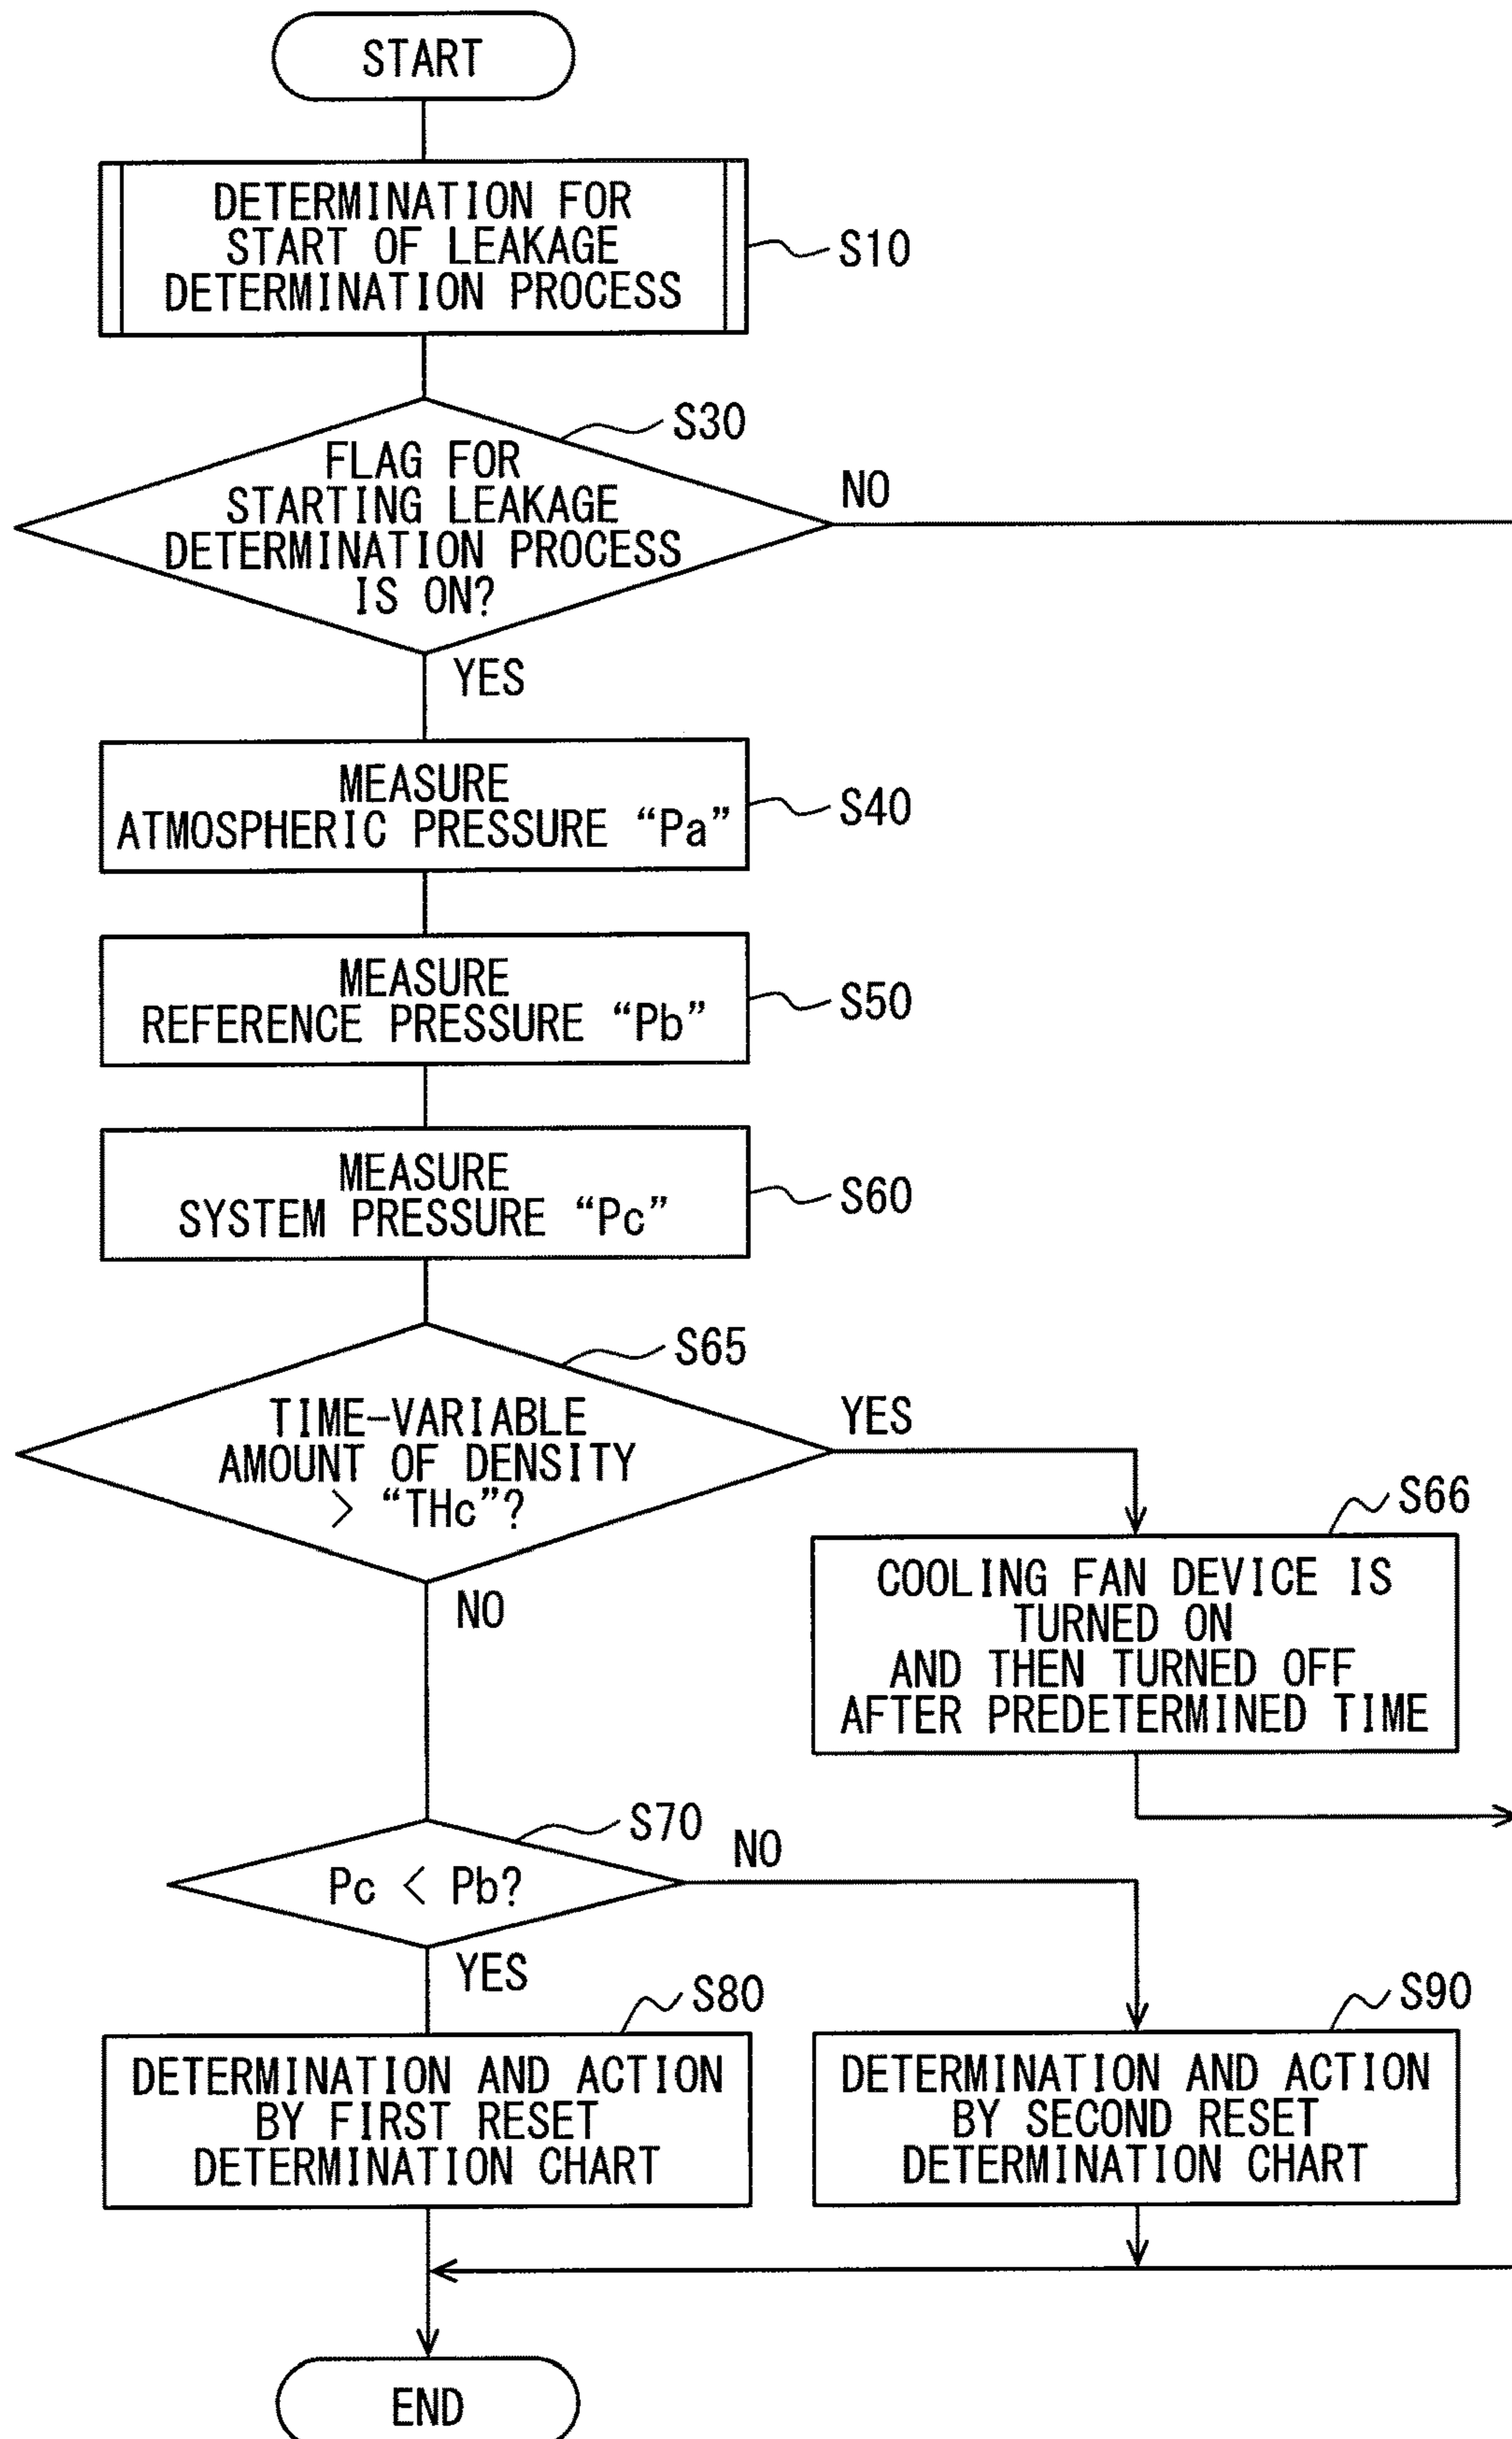 START
DETERMINATION FOR
START OF LEAKAGE
DETERMINATION PROCESS
S10
S30
FLAG FOR
STARTING LEAKAGE
DETERMINATION PROCESS
IS ON?
NO
YES
MEASURE
ATMOSPHERIC PRESSURE “Pa”
S40
MEASURE
REFERENCE PRESSURE “Pb”
S50
MEASURE
SYSTEM PRESSURE “Pc”
S60
S65
TIME-VARIABLE
AMOUNT OF DENSITY
> “THc”?
YES
NO
S66
COOLING FAN DEVICE IS
TURNED ON
AND THEN TURNED OFF
AFTER PREDETERMINED TIME
S70
Pc < Pb?
NO
YES
S80
DETERMINATION AND ACTION
BY FIRST RESET
DETERMINATION CHART
S90
DETERMINATION AND ACTION
BY SECOND RESET
DETERMINATION CHART
END